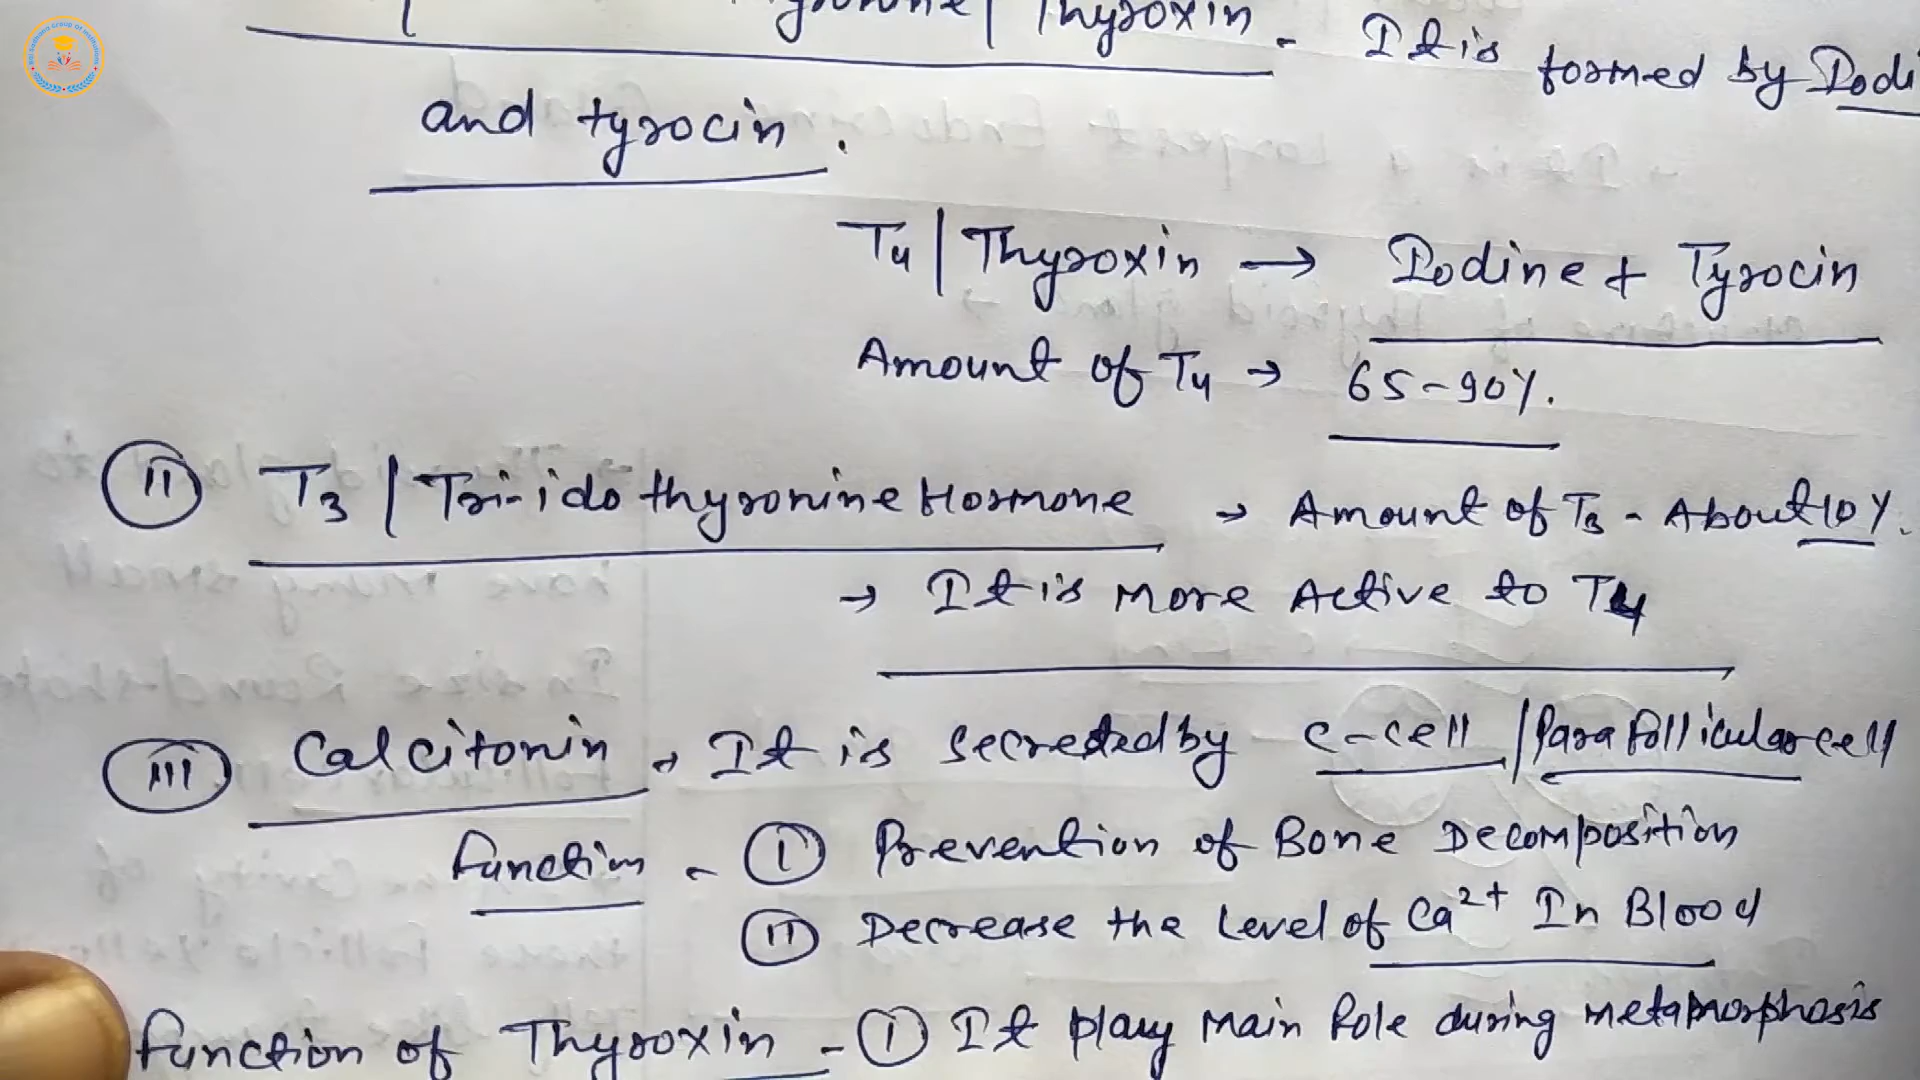 Thyroxin - It is formed by
and tyrocin.
T4 | Thyroxin → Iodine + Tyrocin
Amount of T4 → 65-90%.
II T3 | Tri-ido thyronine Hormone → Amount of T3 - About 10%.
→ It is more Active to T4
III Calcitonin → It is secreted by C-cell | Parafollicular cell
Function - I Prevention of Bone Decomposition
II Decrease the level of Ca2+ In Blood
Function of Thyroxin - I It play main Role during metamorphosis